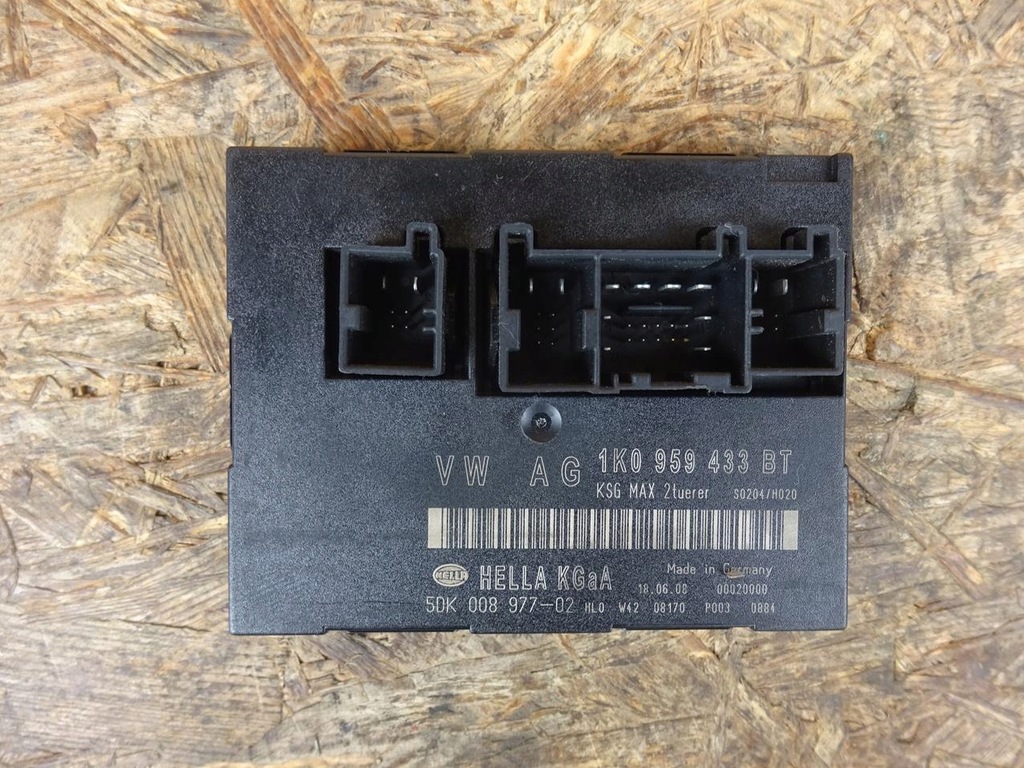 VW AG 1K0 959 433 BT
KSG MAX 2tuerer S0204/H020
HELLA HELLA KGaA Made in Germany
18.06.08 00020000
5DK 008 977-02 HL0 W42 08170 P003 0884